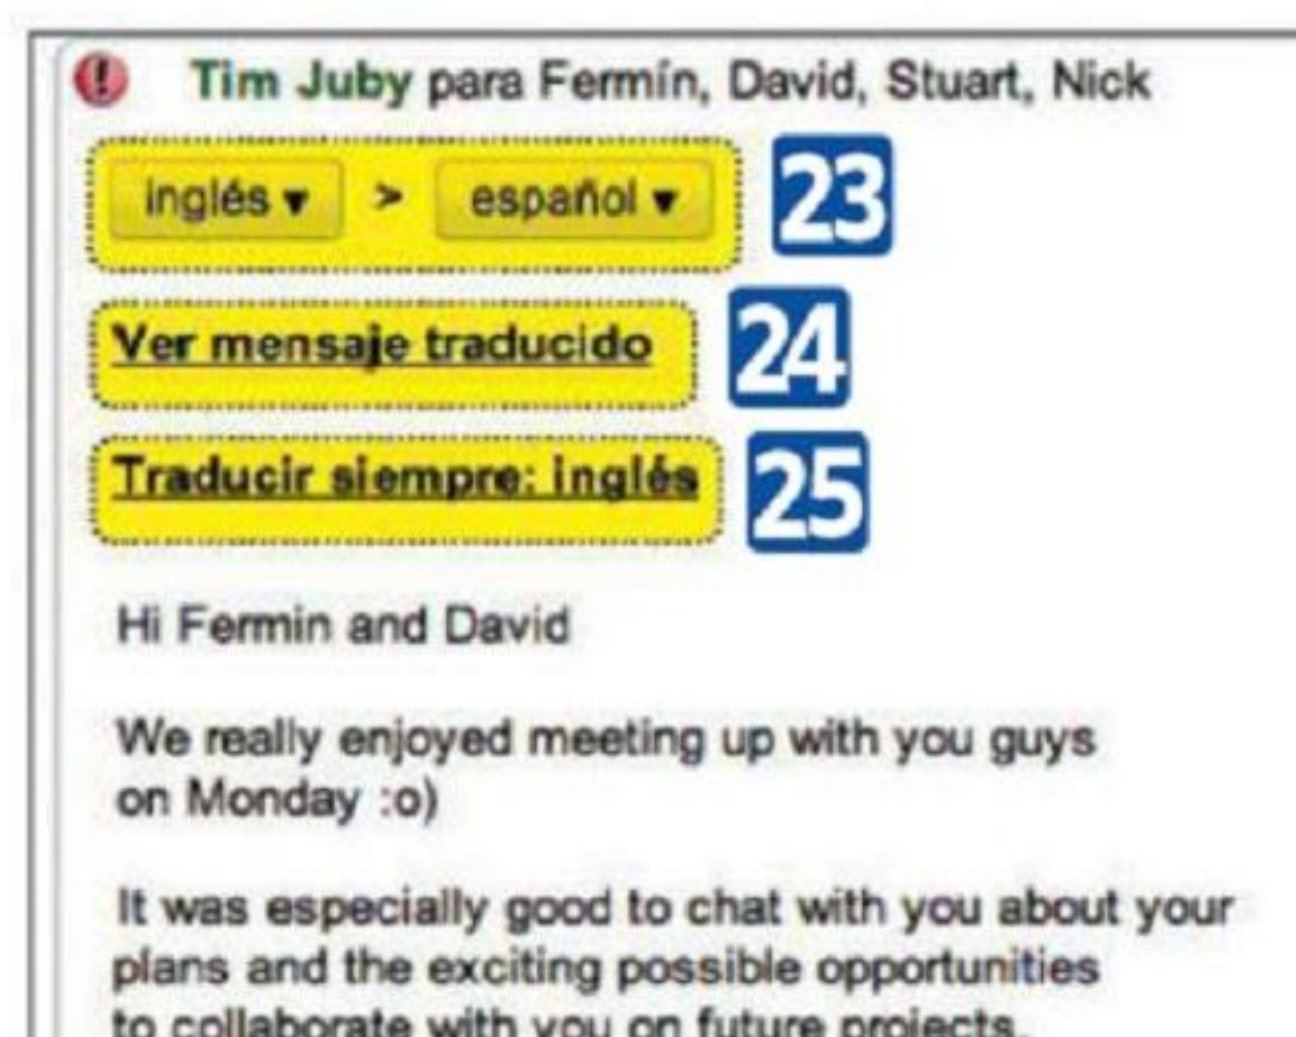 Tim Juby para Fermín, David, Stuart, Nick
inglés ▾ > español ▾ 23
Ver mensaje traducido 24
Traducir siempre: inglés 25
Hi Fermin and David
We really enjoyed meeting up with you guys
on Monday :o)
It was especially good to chat with you about your
plans and the exciting possible opportunities
to collaborate with you on future projects.